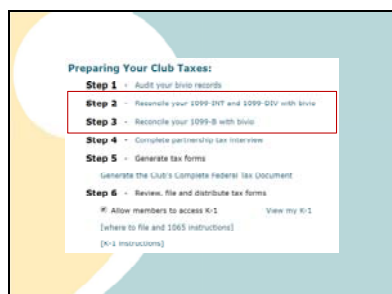 Preparing Your Club Taxes:
Step 1 - Audit your bivio records
Step 2 - Reconcile your 1099-INT and 1099-DIV with bivio
Step 3 - Reconcile your 1099-B with bivio
Step 4 - Complete partnership tax interview
Step 5 - Generate tax forms
Generate the Club's Complete Federal Tax Document
Step 6 - Review, file and distribute tax forms
Allow members to access K-1 View my K-1
[where to file and 1065 instructions]
[K-1 instructions]